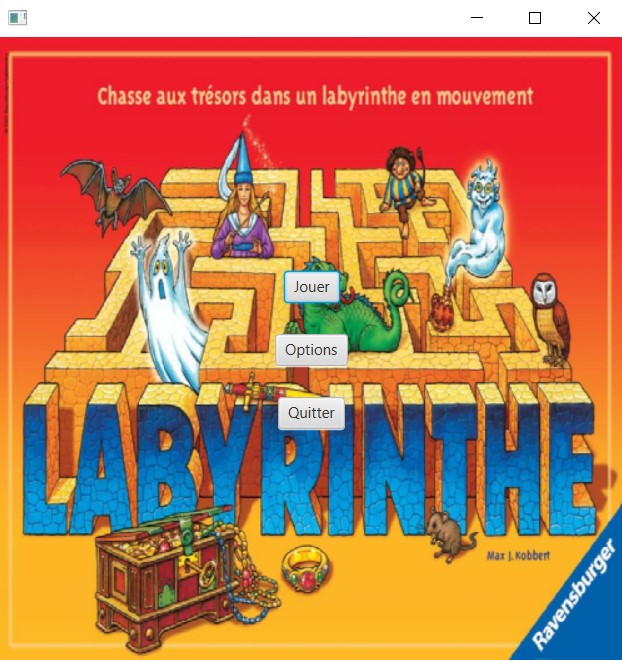 Chasse aux trésors dans un labyrinthe en mouvement
Jouer
Options
Quitter
LABYRINTHE
Max J. Kobbert
Ravensburger